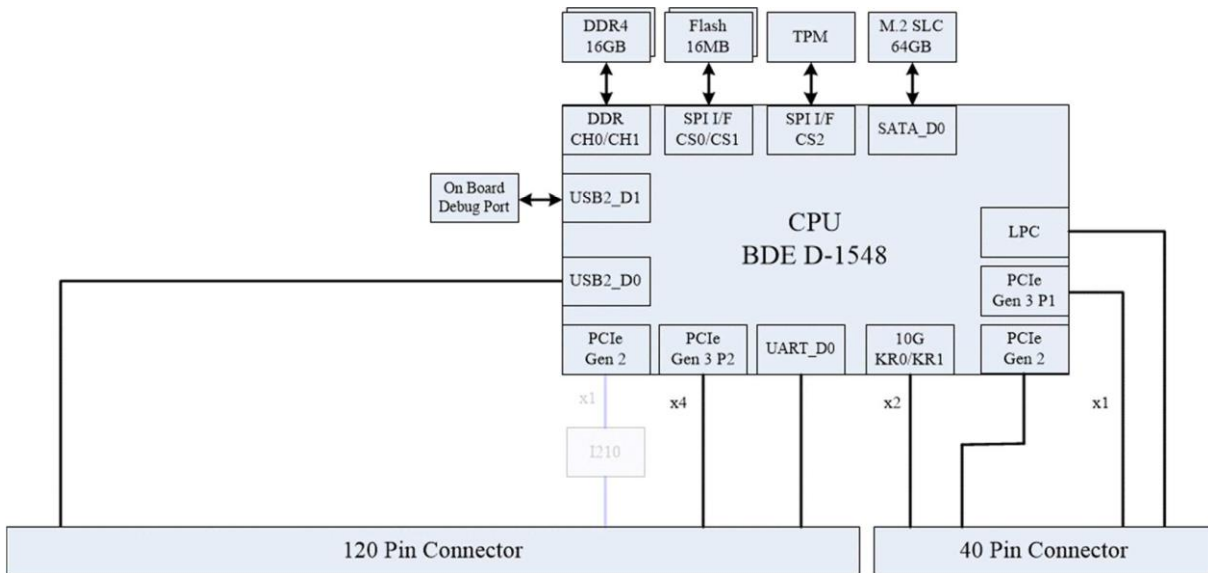 DDR4
16GB
Flash
16MB
TPM
M.2 SLC
64GB
DDR
CH0/CH1
SPI I/F
CS0/CS1
SPI I/F
CS2
SATA_D0
On Board
Debug Port
USB2_D1
CPU
BDE D-1548
LPC
USB2_D0
PCIe
Gen 3 P1
PCIe
Gen 2
PCIe
Gen 3 P2
UART_D0
10G
KR0/KR1
PCIe
Gen 2
x1
x4
x2
x1
I210
120 Pin Connector
40 Pin Connector